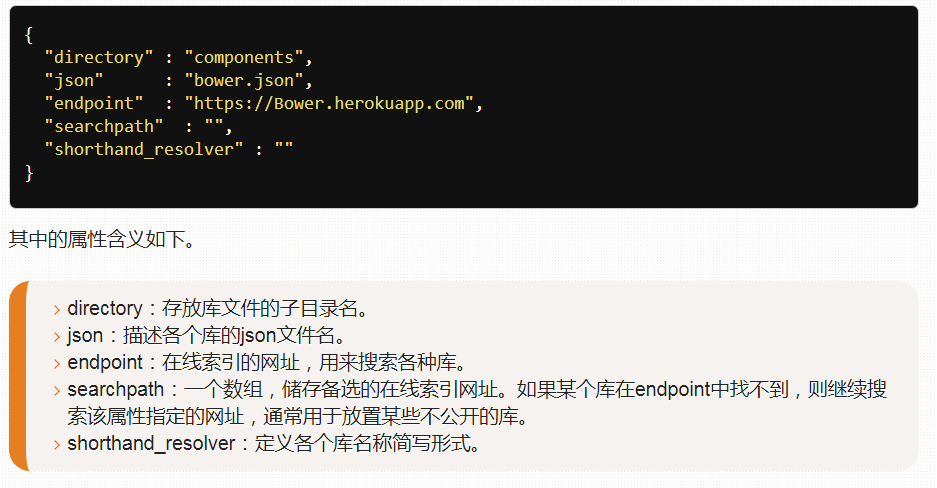 {
  "directory" : "components",
  "json"      : "bower.json",
  "endpoint"  : "https://Bower.herokuapp.com",
  "searchpath"  : "",
  "shorthand_resolver" : ""
}
其中的属性含义如下。
› directory：存放库文件的子目录名。
› json：描述各个库的json文件名。
› endpoint：在线索引的网址，用来搜索各种库。
› searchpath：一个数组，储存备选的在线索引网址。如果某个库在endpoint中找不到，则继续搜
索该属性指定的网址，通常用于放置某些不公开的库。
› shorthand_resolver：定义各个库名称简写形式。